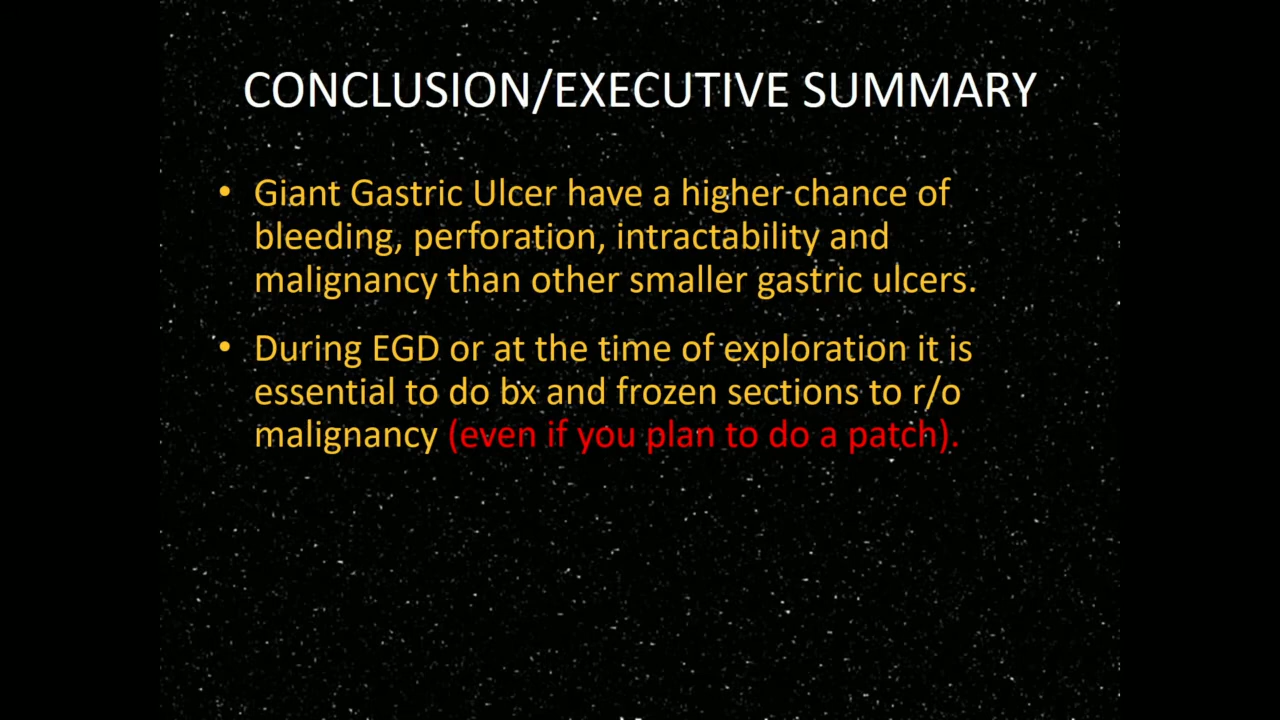 CONCLUSION/EXECUTIVE SUMMARY
• Giant Gastric Ulcer have a higher chance of
bleeding, perforation, intractability and
malignancy than other smaller gastric ulcers.
• During EGD or at the time of exploration it is
essential to do bx and frozen sections to r/o
malignancy (even if you plan to do a patch).